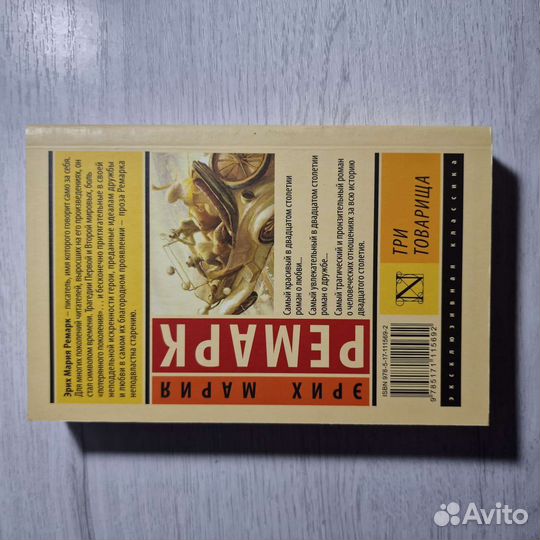 Эрих Мария Ремарк – писатель, имя которого говорит само за себя.
Для многих поколений читателей, выросших на его произведениях, он
стал символом времени. Трагедии Первой и Второй мировых, боль
«потерянного поколения»... и бесконечно притягательные в своей
неподдельной искренности герои, преданные идеалам дружбы
и любви в самом их благородном проявлении – проза Ремарка
неподвластна старению.
ЭРИХ МАРИЯ
РЕМАРК
Самый красивый в двадцатом столетии
роман о любви...
Самый увлекательный в двадцатом столетии
роман о дружбе...
Самый трагический и пронзительный роман
о человеческих отношениях за всю историю
двадцатого столетия.
ISBN 978-5-17-111569-2
9 785171 115692
N
ТРИ
ТОВАРИЩА
эксклюзивная классика
Avito